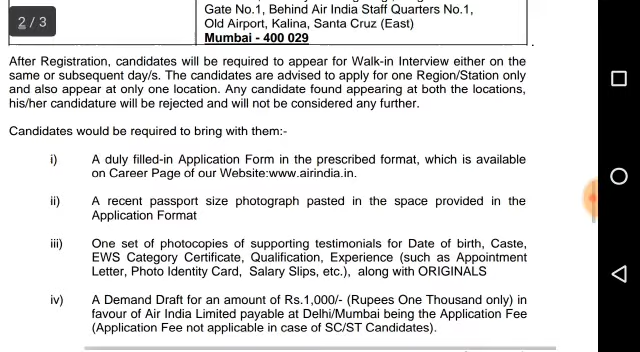 Gate No.1, Behind Air India Staff Quarters No.1,
Old Airport, Kalina, Santa Cruz (East)
Mumbai - 400 029
.
2 / 3
After Registration, candidates will be required to appear for Walk-in Interview either on the
same or subsequent day/s. The candidates are advised to apply for one Region/Station only
and also appear at only one location. Any candidate found appearing at both the locations,
his/her candidature will be rejected and will not be considered any further.
Candidates would be required to bring with them:-
i) A duly filled-in Application Form in the prescribed format, which is available
on Career Page of our Website:www.airindia.in.
ii) A recent passport size photograph pasted in the space provided in the
Application Format
iii) One set of photocopies of supporting testimonials for Date of birth, Caste,
EWS Category Certificate, Qualification, Experience (such as Appointment
Letter, Photo Identity Card, Salary Slips, etc.), along with ORIGINALS
iv) A Demand Draft for an amount of Rs.1,000/- (Rupees One Thousand only) in
favour of Air India Limited payable at Delhi/Mumbai being the Application Fee
(Application Fee not applicable in case of SC/ST Candidates).